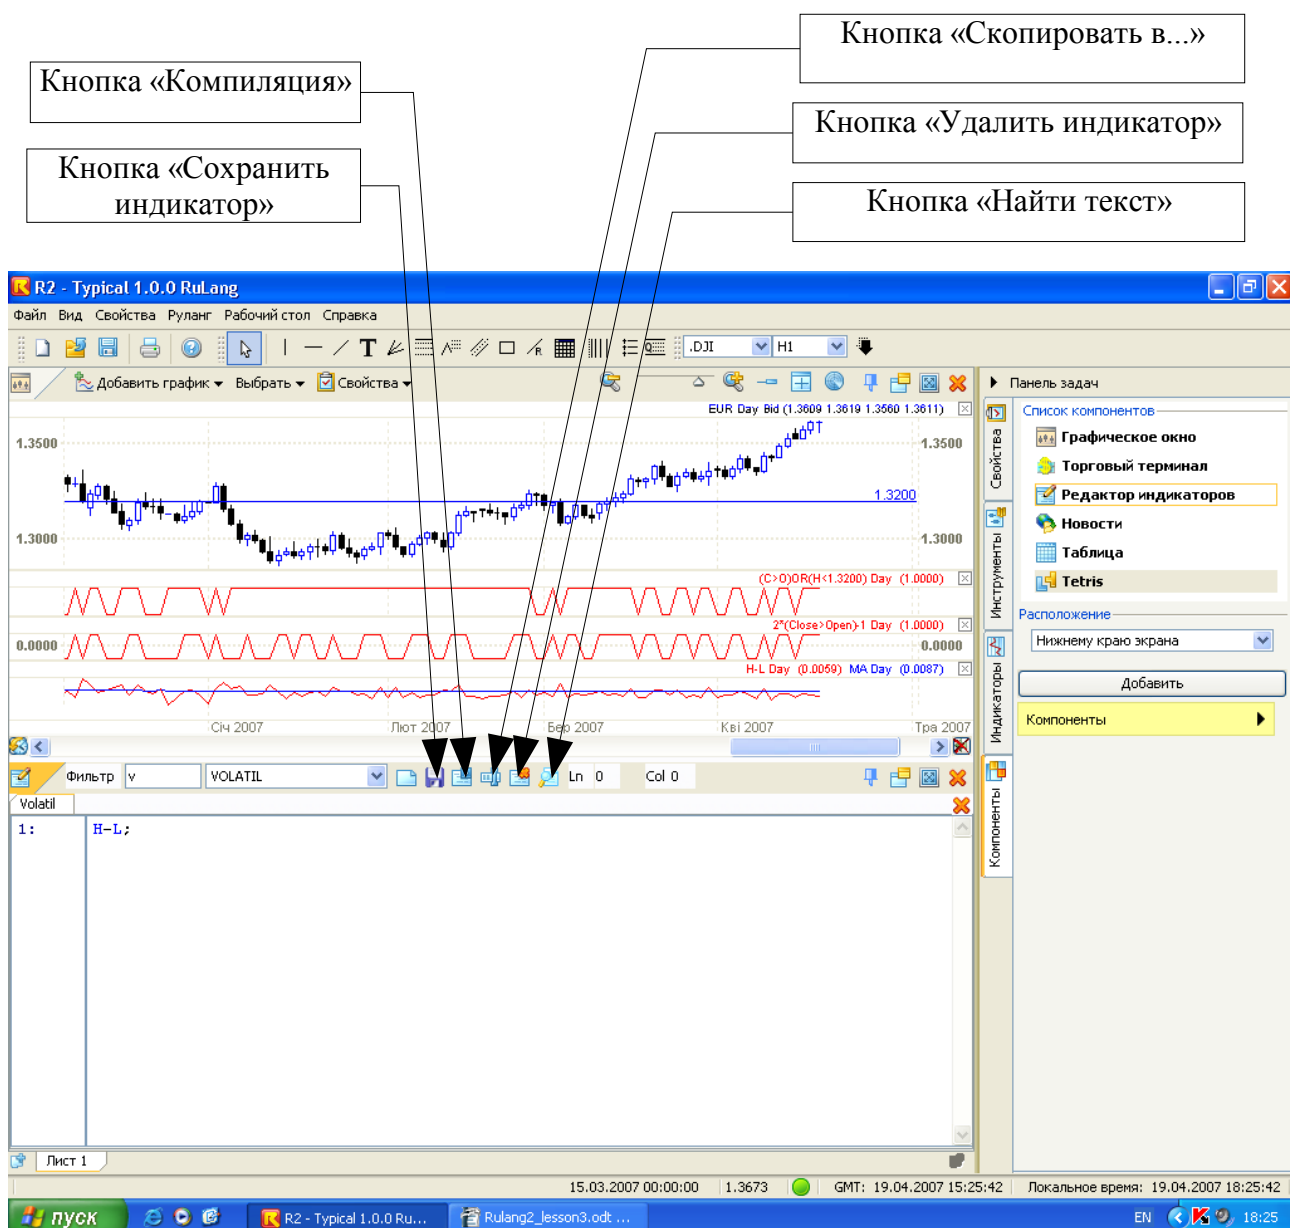 Кнопка «Скопировать в...»
Кнопка «Компиляция»
Кнопка «Удалить индикатор»
Кнопка «Сохранить
индикатор»
Кнопка «Найти текст»
R2 - Typical 1.0.0 RuLang
Файл Вид Свойства Руланг Рабочий стол Справка
.DJI H1
Добавить график Выбрать Свойства
Панель задач
EUR Day Bid (1.3609 1.3619 1.3560 1.3611)
Список компонентов
1.3500 1.3500
Графическое окно
Свойства
Торговый терминал
1.3200
Редактор индикаторов
Новости
1.3000 1.3000
Инструменты
Таблица
(C>O)OR(H<1.3200) Day (1.0000)
Tetris
Расположение
2*(Close>Open)-1 Day (1.0000)
0.0000 0.0000
Нижнему краю экрана
H-L Day (0.0059) MA Day (0.0087)
Индикаторы
Добавить
Січ 2007 Лют 2007 Бер 2007 Кві 2007 Тра 2007
Компоненты
Фильтр v VOLATIL Ln 0 Col 0
Volatil
Компоненты
1: H-L;
Лист 1
15.03.2007 00:00:00 1.3673 GMT: 19.04.2007 15:25:42 Локальное время: 19.04.2007 18:25:42
пуск R2 - Typical 1.0.0 Ru... Rulang2_lesson3.odt ... EN 18:25